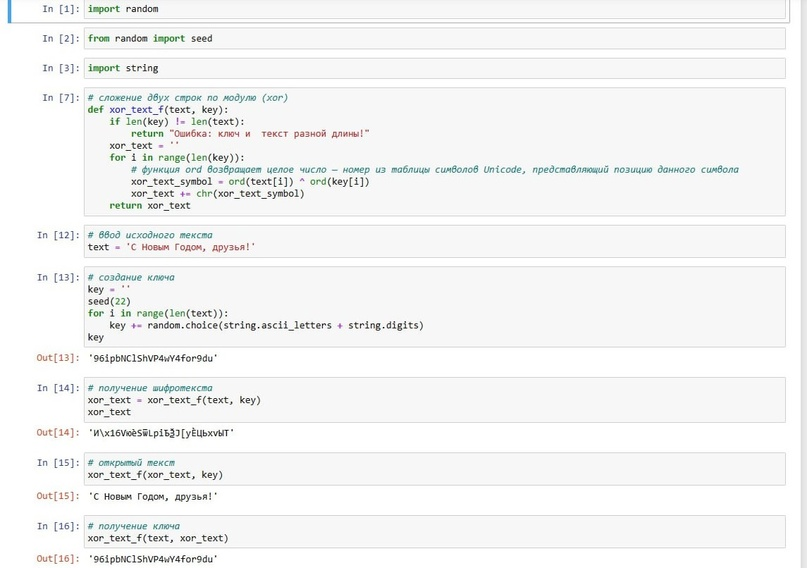 In [1]: import random
In [2]: from random import seed
In [3]: import string
In [7]: # сложение двух строк по модулю (xor)
def xor_text_f(text, key):
if len(key) != len(text):
return "Ошибка: ключ и  текст разной длины!"
xor_text = ''
for i in range(len(key)):
# функция ord возвращает целое число — номер из таблицы символов Unicode, представляющий позицию данного символа
xor_text_symbol = ord(text[i]) ^ ord(key[i])
xor_text += chr(xor_text_symbol)
return xor_text
In [12]: # ввод исходного текста
text = 'С Новым Годом, друзья!'
In [13]: # создание ключа
key = ''
seed(22)
for i in range(len(text)):
key += random.choice(string.ascii_letters + string.digits)
key
Out[13]: '96ipbNClShVP4wY4for9du'
In [14]: # получение шифротекста
xor_text = xor_text_f(text, key)
xor_text
Out[14]:
In [15]: # открытый текст
xor_text_f(xor_text, key)
Out[15]: 'С Новым Годом, друзья!'
In [16]: # получение ключа
xor_text_f(text, xor_text)
Out[16]: '96ipbNClShVP4wY4for9du'